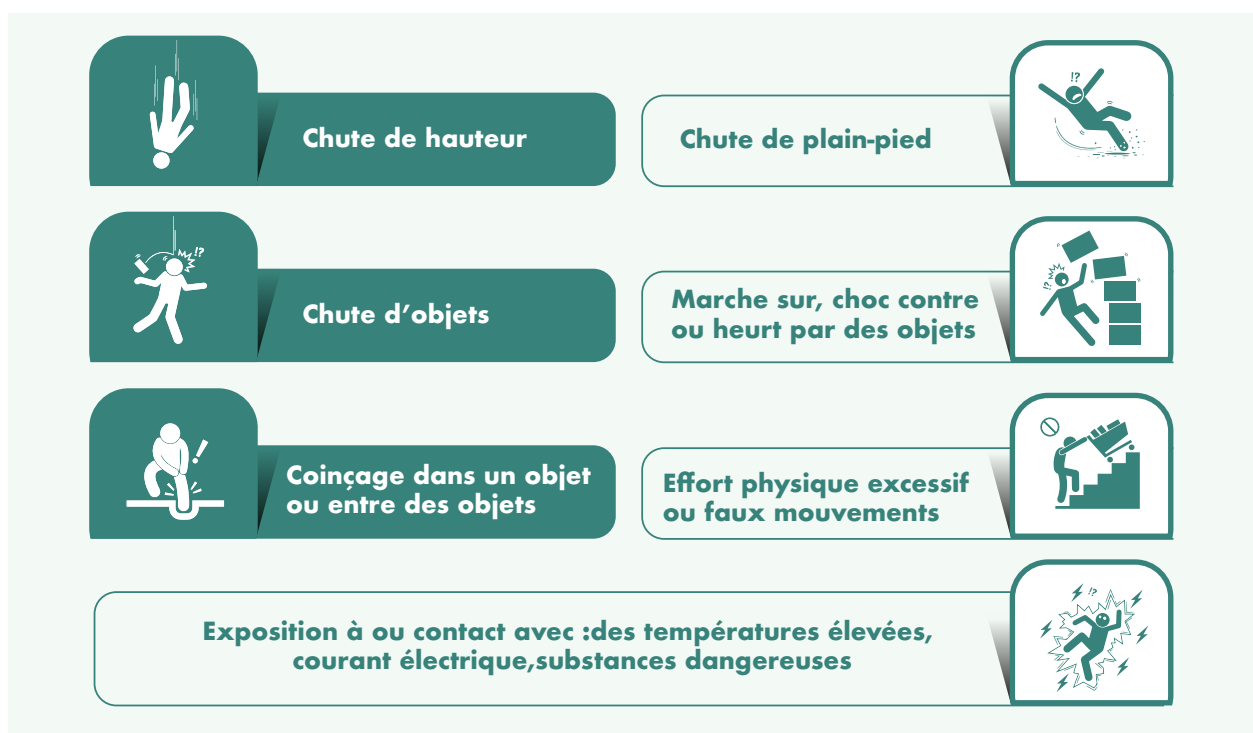 Chute de hauteur
Chute de plain-pied
!?
Chute d’objets
!?
Marche sur, choc contre
ou heurt par des objets
!?
Coinçage dans un objet
ou entre des objets
!
Effort physique excessif
ou faux mouvements
Exposition à ou contact avec :des températures élevées,
courant électrique,substances dangereuses
!?